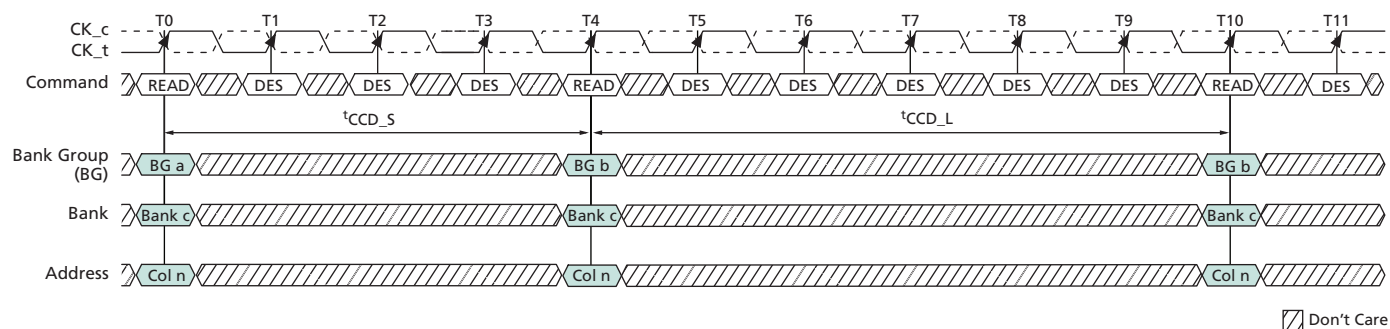 T0 T1 T2 T3 T4 T5 T6 T7 T8 T9 T10 T11
CK_c
CK_t
Command READ DES DES DES READ DES DES DES DES DES READ DES
tCCD_S tCCD_L
Bank Group
(BG)
BG a BG b BG b
Bank Bank c Bank c Bank c
Address Col n Col n Col n
Don't Care